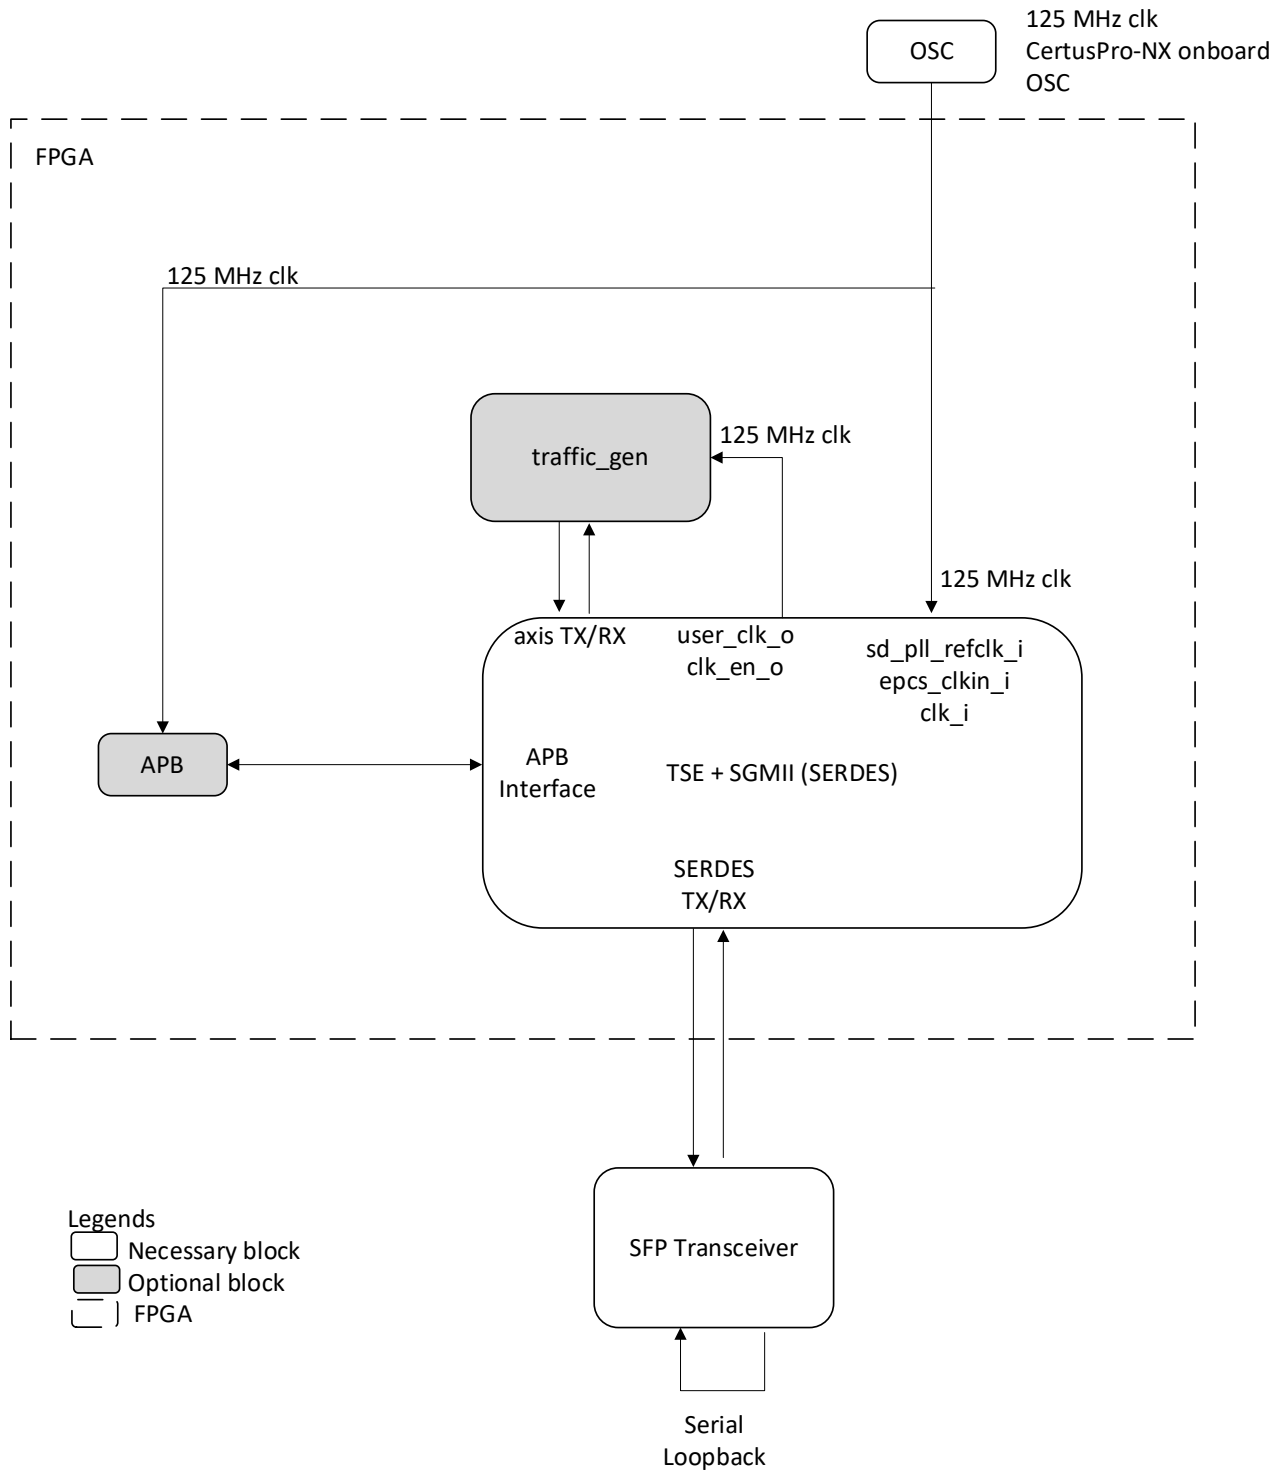 125 MHz clk
CertusPro-NX onboard
OSC
OSC
FPGA
125 MHz clk
125 MHz clk
traffic_gen
125 MHz clk
axis TX/RX
user_clk_o
clk_en_o
sd_pll_refclk_i
epcs_clkin_i
clk_i
APB
APB
Interface
TSE + SGMII (SERDES)
SERDES
TX/RX
SFP Transceiver
Legends
Necessary block
Optional block
FPGA
Serial
Loopback